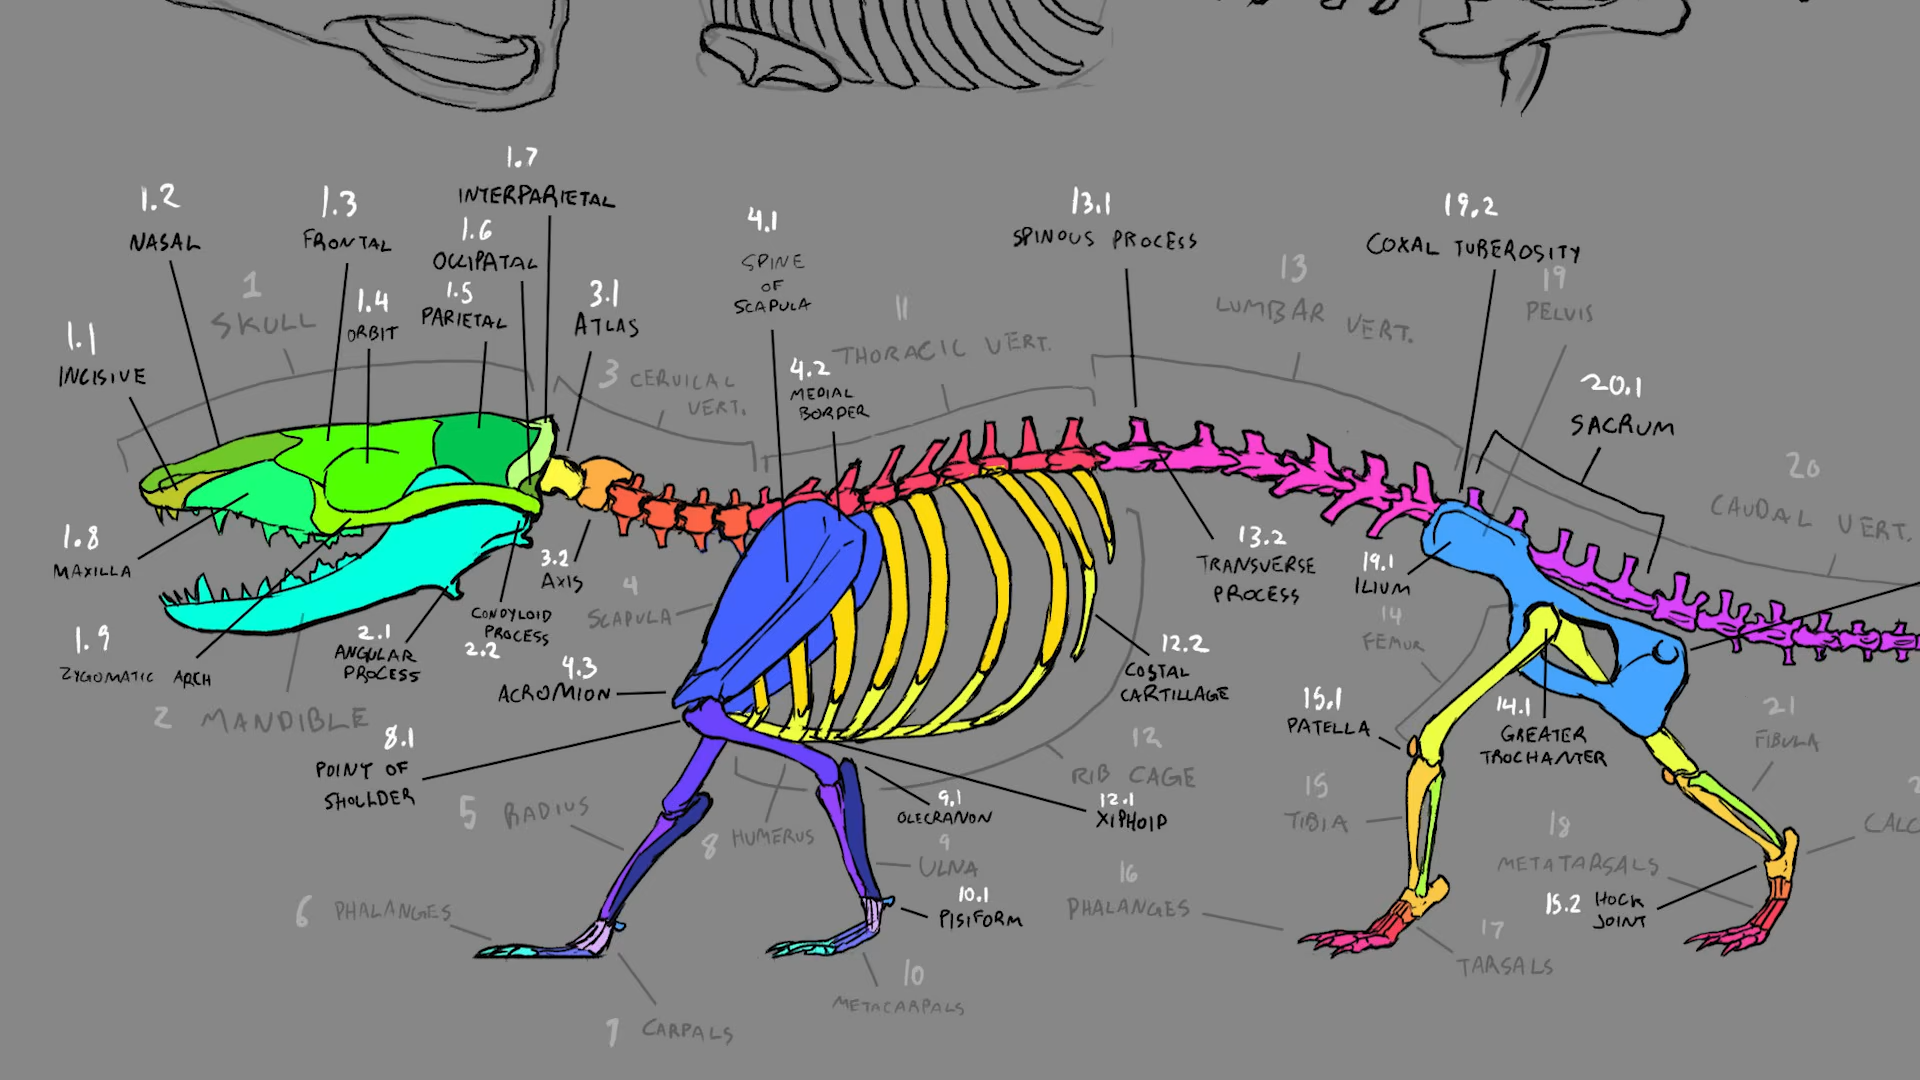 1.7
INTERPARIETAL
1.2
NASAL
1.3
FRONTAL
1.6
OCCIPATAL
1.5
PARIETAL
1.4
ORBIT
1
SKULL
1.1
INCISIVE
3.1
ATLAS
3 CERVICAL
VERT.
4.1
SPINE
OF
SCAPULA
4.2
MEDIAL
BORDER
11
THORACIC VERT.
13.1
SPINOUS PROCESS
13
LUMBAR VERT.
19.2
COXAL TUBEROSITY
19
PELVIS
20.1
SACRUM
20
CAUDAL VERT.
1.8
MAXILLA
1.9
ZYGOMATIC ARCH
2 MANDIBLE
2.1
ANGULAR
PROCESS
CONDYLOID
PROCESS
2.2
3.2
AXIS
4
SCAPULA
4.3
ACROMION
8.1
POINT OF
SHOLLDER
13.2
TRANSVERSE
PROCESS
19.1
ILIUM
14
FEMUR
12.2
COSTAL
CARTILLAGE
12
RIB CAGE
12.1
XIPHOID
15.1
PATELLA
14.1
GREATER
TROCHANTER
21
FIBULA
5 RADIUS
8 HUMERUS
9.1
OLECRANON
9
ULNA
10.1
PISIFORM
15
TIBIA
16
PHALANGES
18
METATARSALS
15.2 HOCK
JOINT
CALC
6 PHALANGES
7 CARPALS
10
METACARPALS
17
TARSALS